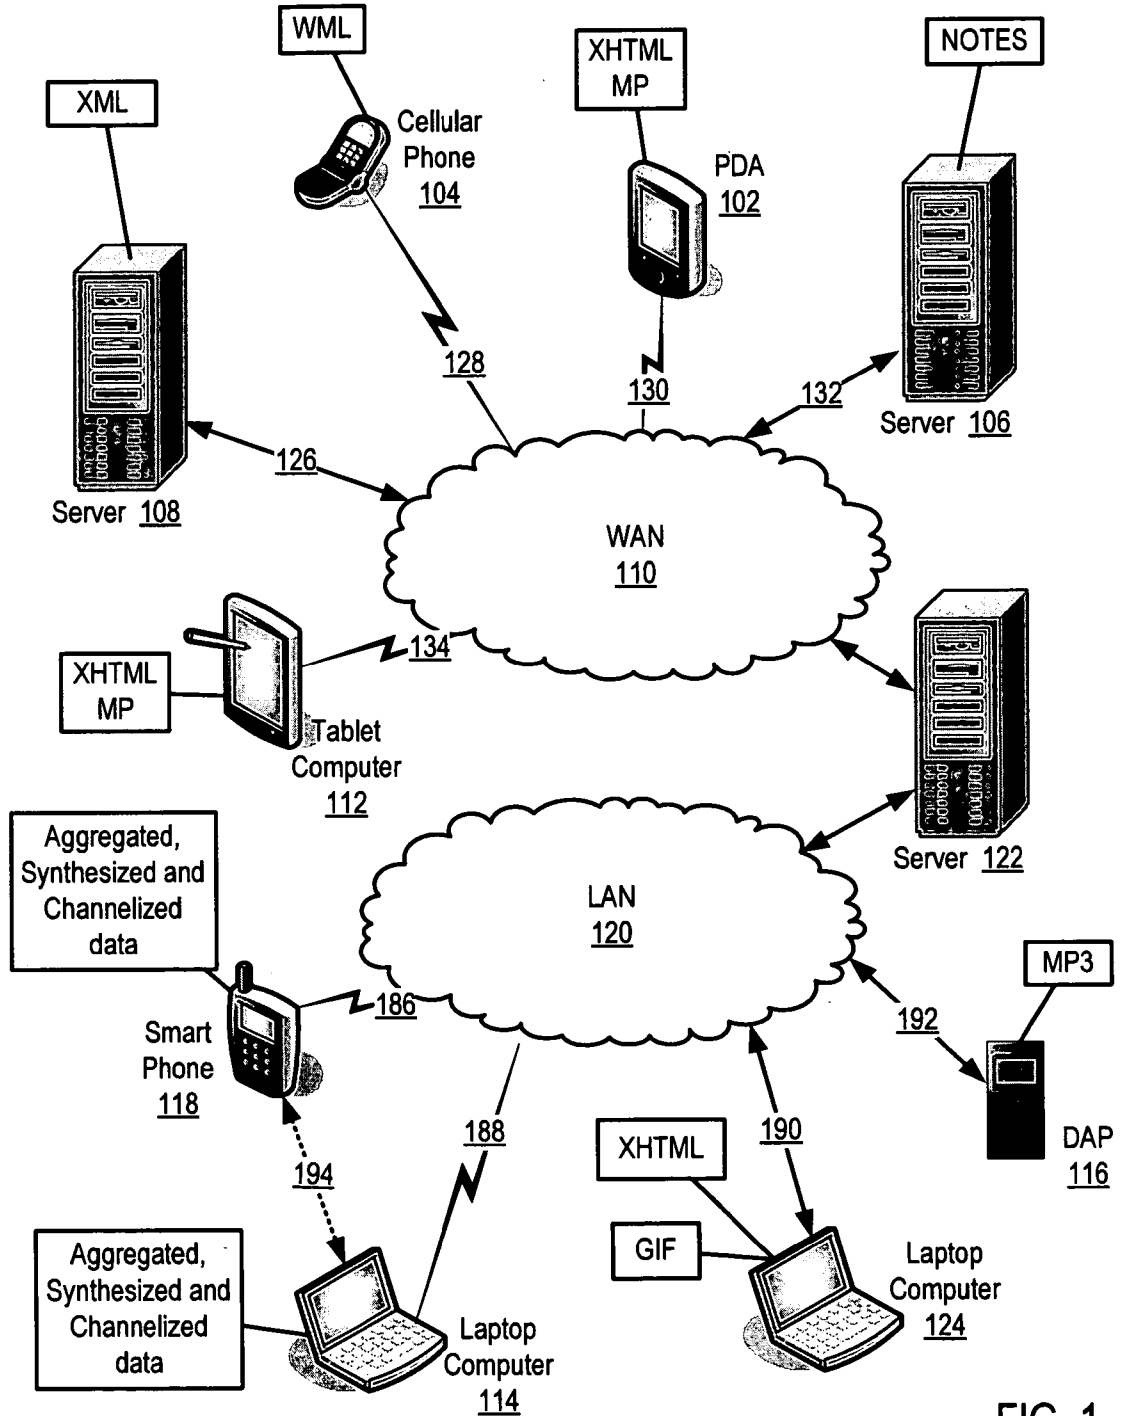 WML
XHTML
MP
NOTES
XML
Cellular
Phone
104
PDA
102
128
130
132
Server 106
126
Server 108
WAN
110
134
XHTML
MP
Tablet
Computer
112
Aggregated,
Synthesized and
Channelized
data
Server 122
LAN
120
MP3
186
192
Smart
Phone
118
188
190
XHTML
DAP
116
194
GIF
Aggregated,
Synthesized and
Channelized
data
Laptop
Computer
124
Laptop
Computer
114
FIG. 1